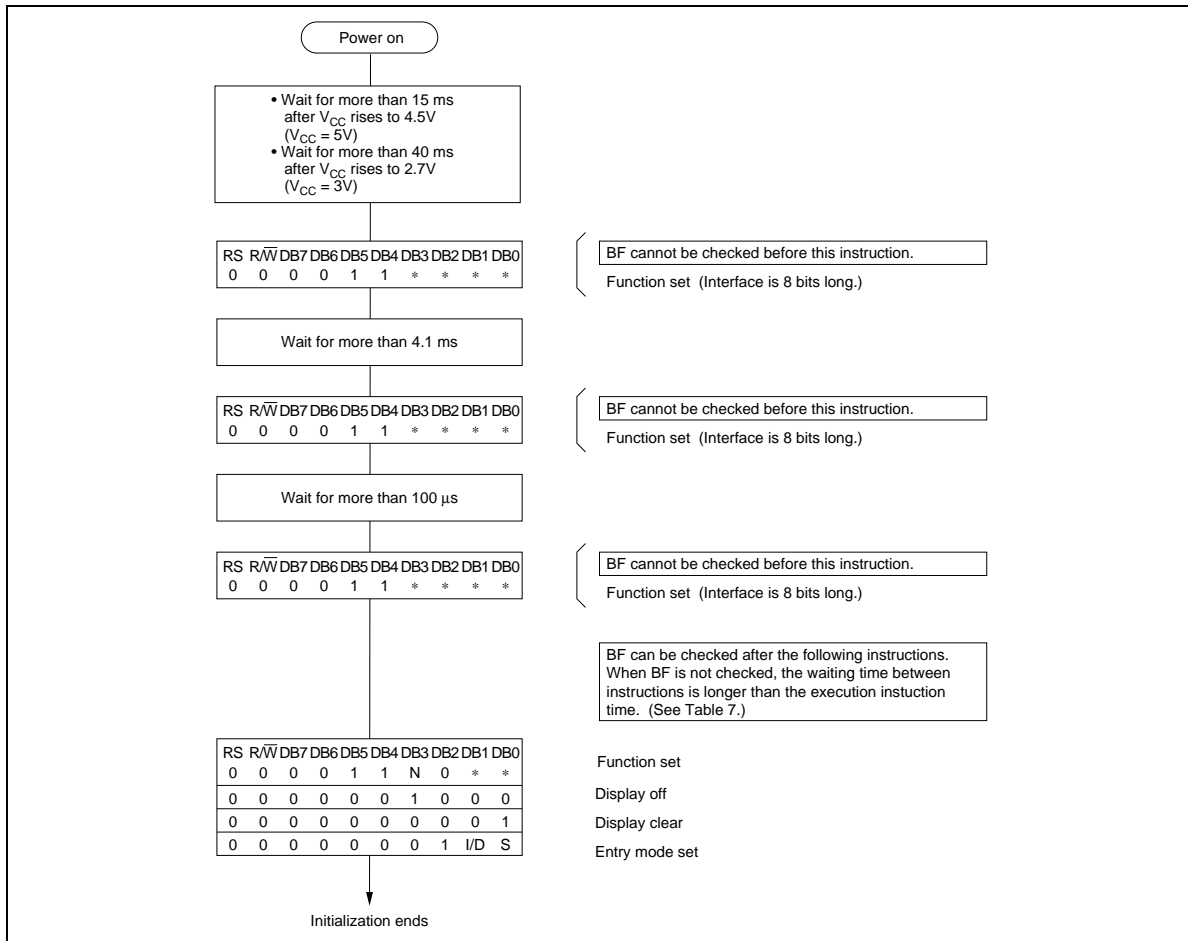 Power on
• Wait for more than 15 ms
after VCC rises to 4.5V
(VCC = 5V)
• Wait for more than 40 ms
after VCC rises to 2.7V
(VCC = 3V)
RS R/W̅ DB7 DB6 DB5 DB4 DB3 DB2 DB1 DB0
0 0 0 0 1 1 * * * *
BF cannot be checked before this instruction.
Function set (Interface is 8 bits long.)
Wait for more than 4.1 ms
RS R/W̅ DB7 DB6 DB5 DB4 DB3 DB2 DB1 DB0
0 0 0 0 1 1 * * * *
BF cannot be checked before this instruction.
Function set (Interface is 8 bits long.)
Wait for more than 100 μs
RS R/W̅ DB7 DB6 DB5 DB4 DB3 DB2 DB1 DB0
0 0 0 0 1 1 * * * *
BF cannot be checked before this instruction.
Function set (Interface is 8 bits long.)
BF can be checked after the following instructions.
When BF is not checked, the waiting time between
instructions is longer than the execution instuction
time. (See Table 7.)
RS R/W̅ DB7 DB6 DB5 DB4 DB3 DB2 DB1 DB0
0 0 0 0 1 1 N 0 * *
Function set
0 0 0 0 0 0 1 0 0 0
Display off
0 0 0 0 0 0 0 0 0 1
Display clear
0 0 0 0 0 0 0 1 I/D S
Entry mode set
Initialization ends